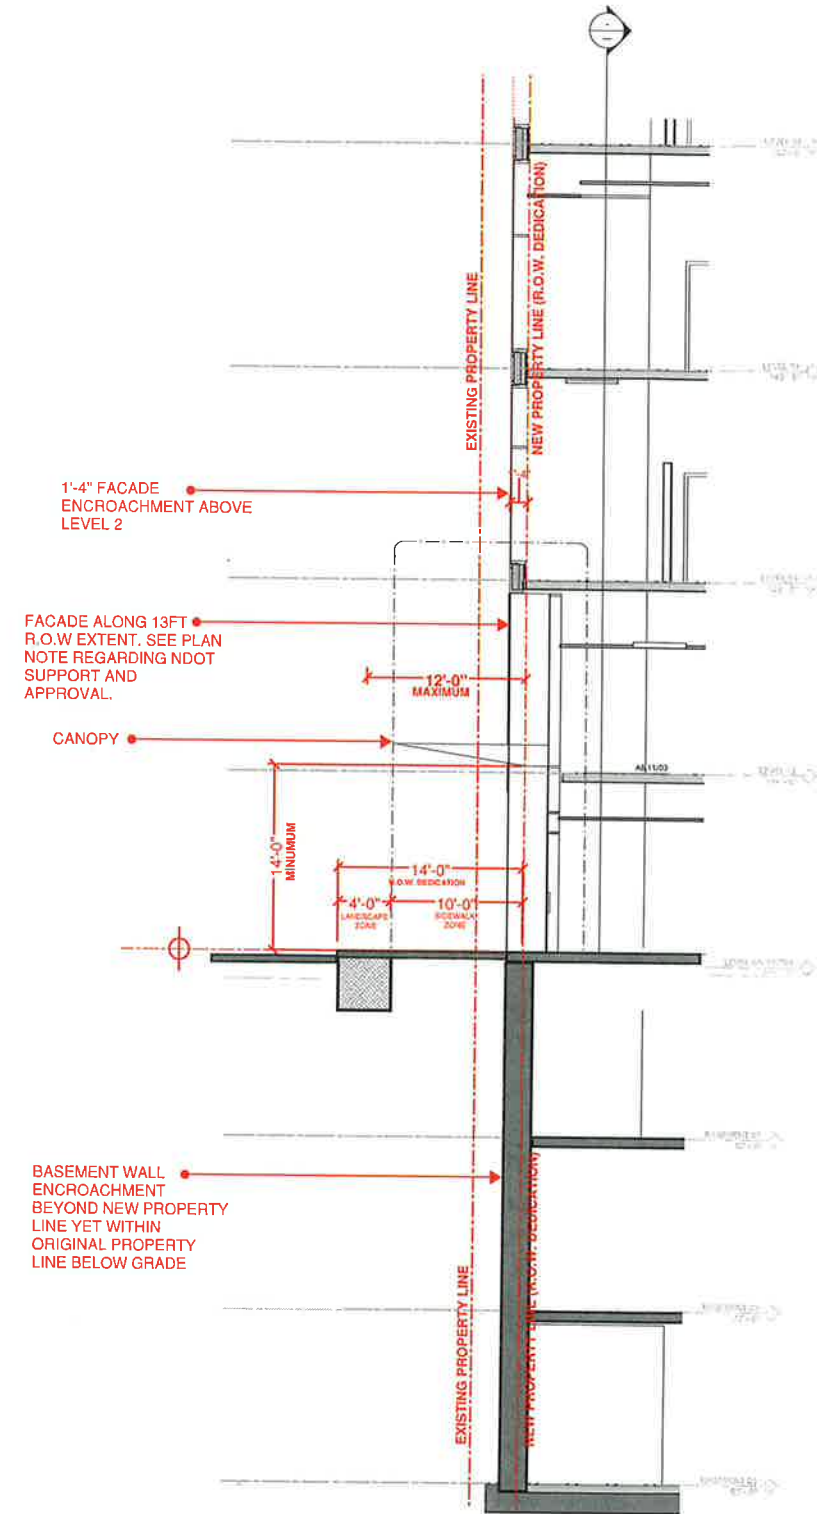 EXISTING PROPERTY LINE
NEW PROPERTY LINE (R.O.W. DEDICATION)
1'-4" FACADE
ENCROACHMENT ABOVE
LEVEL 2
FACADE ALONG 13FT
R.O.W EXTENT. SEE PLAN
NOTE REGARDING NDOT
SUPPORT AND
APPROVAL.
12'-0"
MAXIMUM
CANOPY
A6.11/03
14'-0"
MINUMUM
14'-0"
R.O.W. DEDICATION
4'-0"
LANDSCAPE
ZONE
10'-0"
SIDEWALK
ZONE
BASEMENT WALL
ENCROACHMENT
BEYOND NEW PROPERTY
LINE YET WITHIN
ORIGINAL PROPERTY
LINE BELOW GRADE
EXISTING PROPERTY LINE
NEW PROPERTY LINE (R.O.W. DEDICATION)